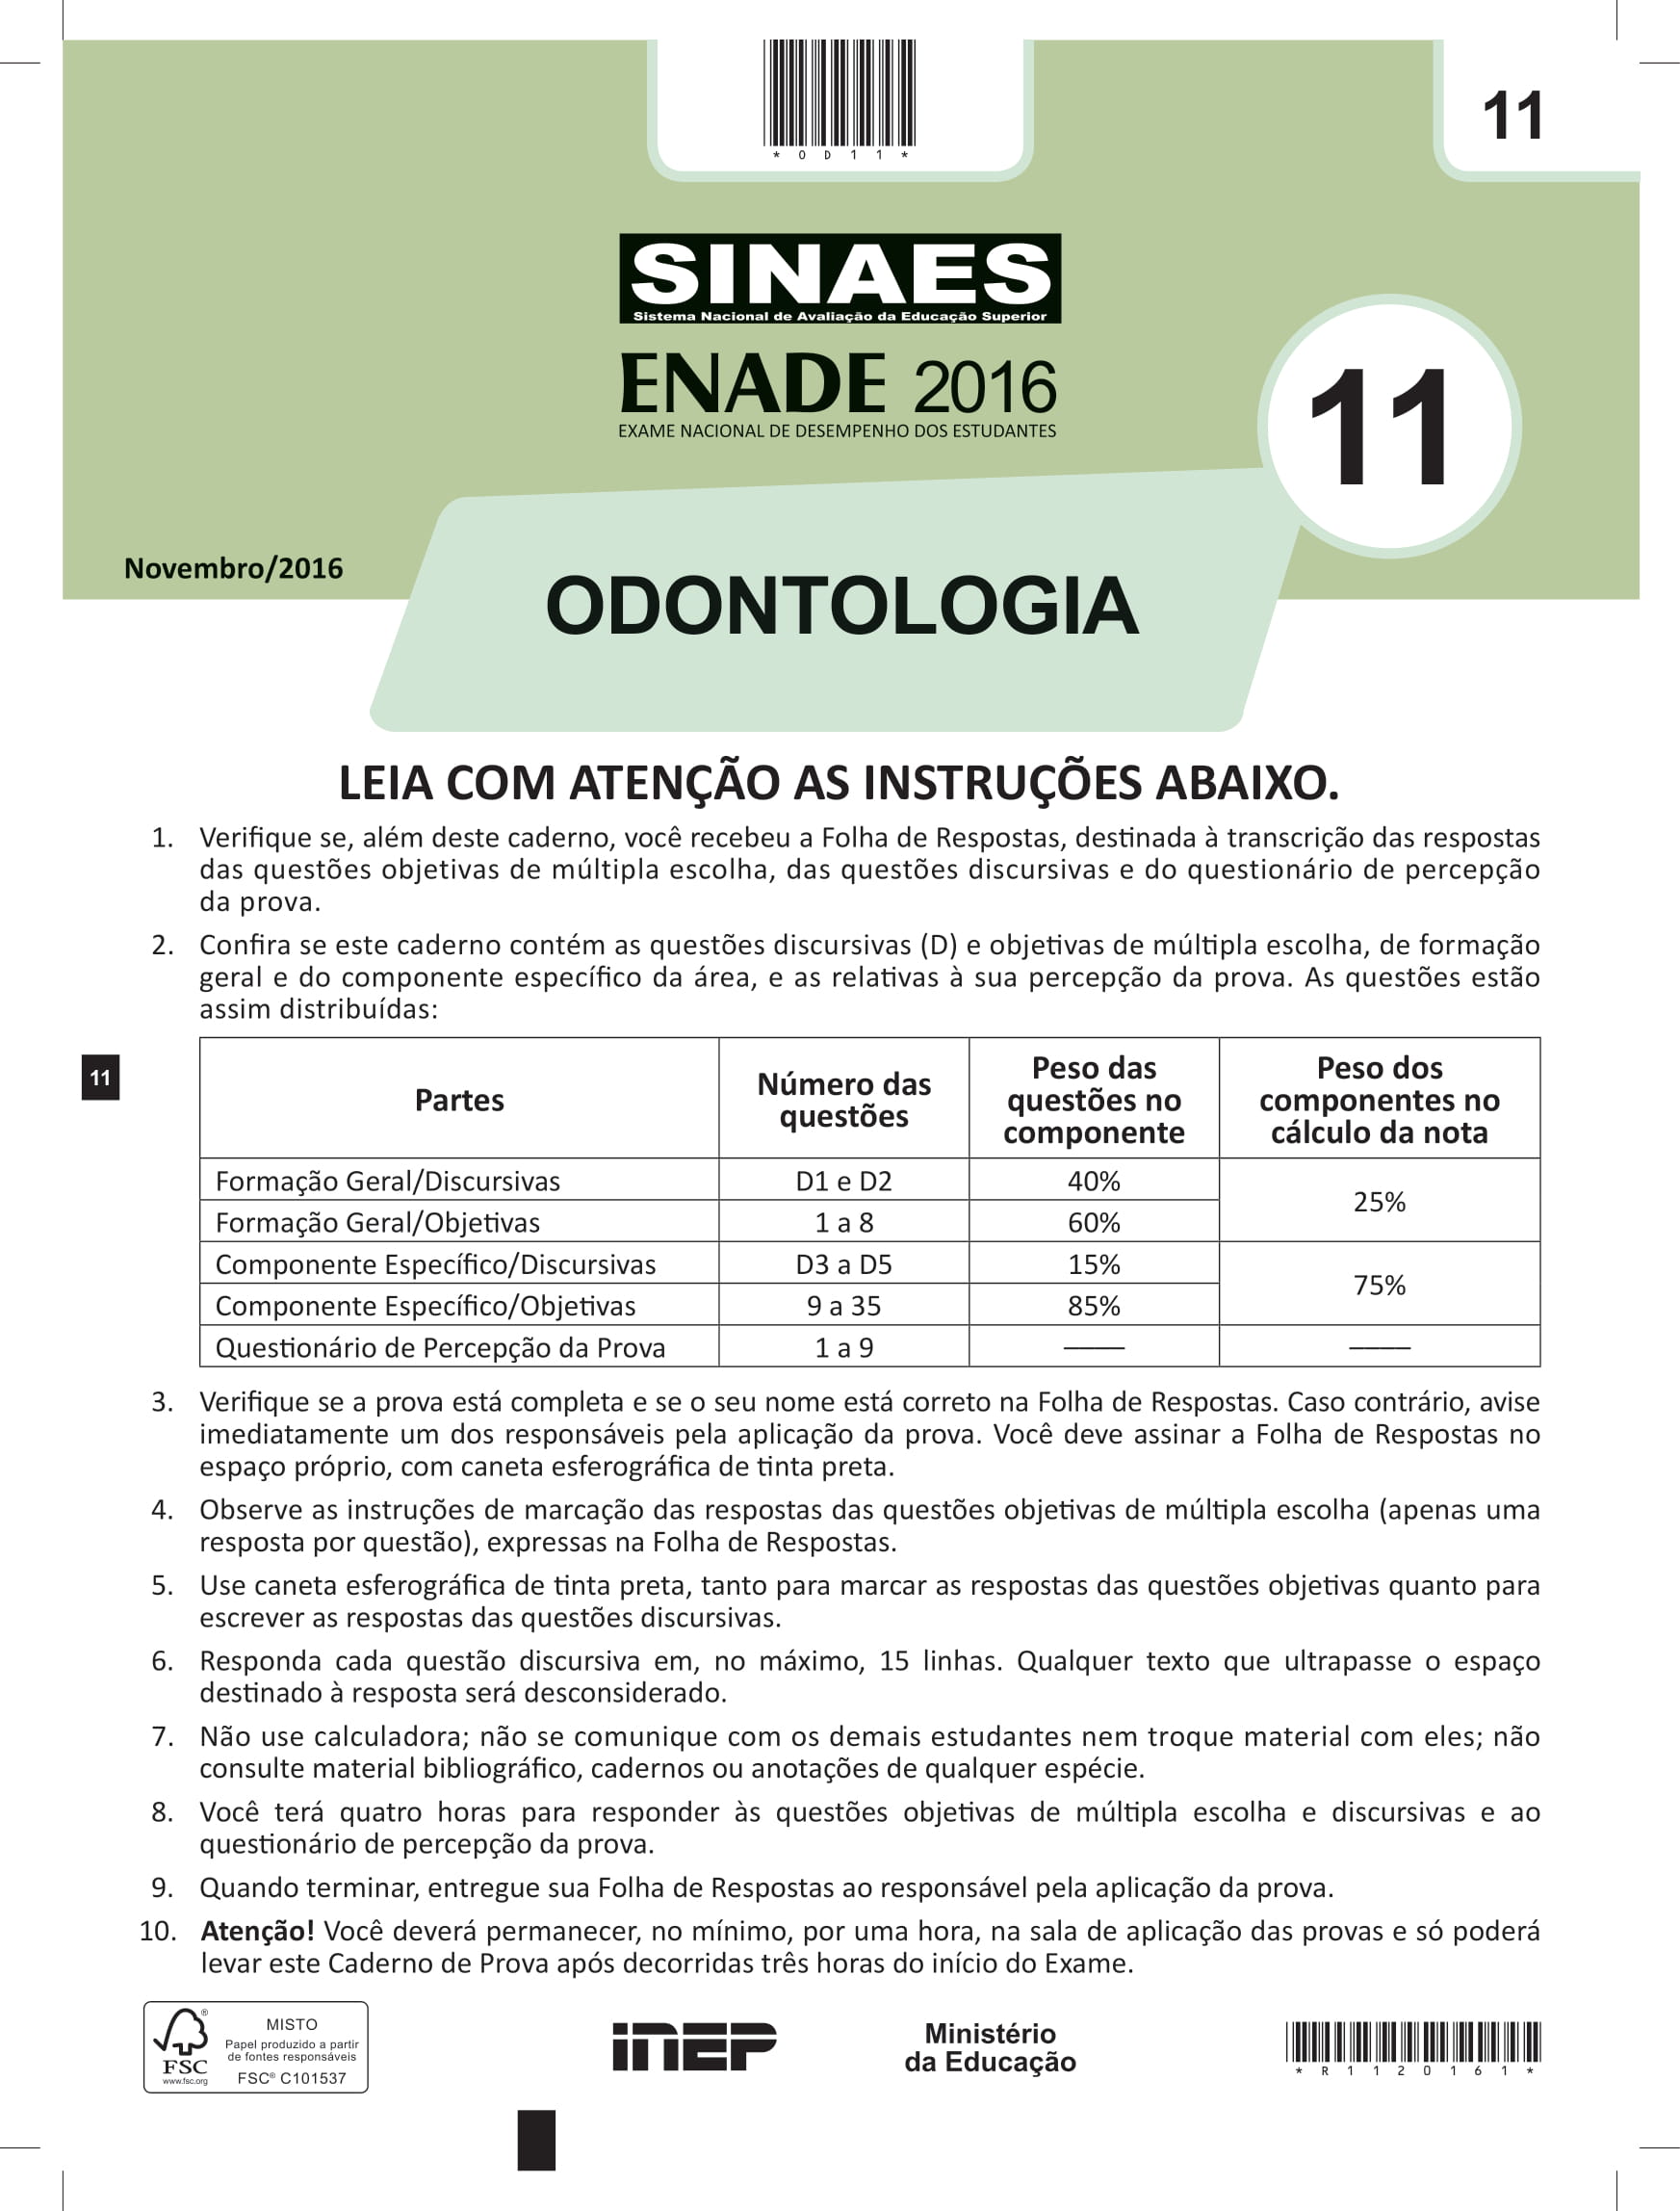 * O D 1 1 *
11
SINAES
Sistema Nacional de Avaliação da Educação Superior
ENADE 2016
EXAME NACIONAL DE DESEMPENHO DOS ESTUDANTES
11
Novembro/2016
ODONTOLOGIA
LEIA COM ATENÇÃO AS INSTRUÇÕES ABAIXO.
1. Verifique se, além deste caderno, você recebeu a Folha de Respostas, destinada à transcrição das respostas
das questões objetivas de múltipla escolha, das questões discursivas e do questionário de percepção
da prova.
2. Confira se este caderno contém as questões discursivas (D) e objetivas de múltipla escolha, de formação
geral e do componente específico da área, e as relativas à sua percepção da prova. As questões estão
assim distribuídas:
11
Partes
Número das
questões
Peso das
questões no
componente
Peso dos
componentes no
cálculo da nota
Formação Geral/Discursivas D1 e D2 40%
25%
Formação Geral/Objetivas 1 a 8 60%
Componente Específico/Discursivas D3 a D5 15%
75%
Componente Específico/Objetivas 9 a 35 85%
Questionário de Percepção da Prova 1 a 9 —— ——
3. Verifique se a prova está completa e se o seu nome está correto na Folha de Respostas. Caso contrário, avise
imediatamente um dos responsáveis pela aplicação da prova. Você deve assinar a Folha de Respostas no
espaço próprio, com caneta esferográfica de tinta preta.
4. Observe as instruções de marcação das respostas das questões objetivas de múltipla escolha (apenas uma
resposta por questão), expressas na Folha de Respostas.
5. Use caneta esferográfica de tinta preta, tanto para marcar as respostas das questões objetivas quanto para
escrever as respostas das questões discursivas.
6. Responda cada questão discursiva em, no máximo, 15 linhas. Qualquer texto que ultrapasse o espaço
destinado à resposta será desconsiderado.
7. Não use calculadora; não se comunique com os demais estudantes nem troque material com eles; não
consulte material bibliográfico, cadernos ou anotações de qualquer espécie.
8. Você terá quatro horas para responder às questões objetivas de múltipla escolha e discursivas e ao
questionário de percepção da prova.
9. Quando terminar, entregue sua Folha de Respostas ao responsável pela aplicação da prova.
10. Atenção! Você deverá permanecer, no mínimo, por uma hora, na sala de aplicação das provas e só poderá
levar este Caderno de Prova após decorridas três horas do início do Exame.
®
FSC
www.fsc.org
MISTO
Papel produzido a partir
de fontes responsáveis
FSC® C101537
INEP
Ministério
da Educação
* R 1 1 2 0 1 6 1 *